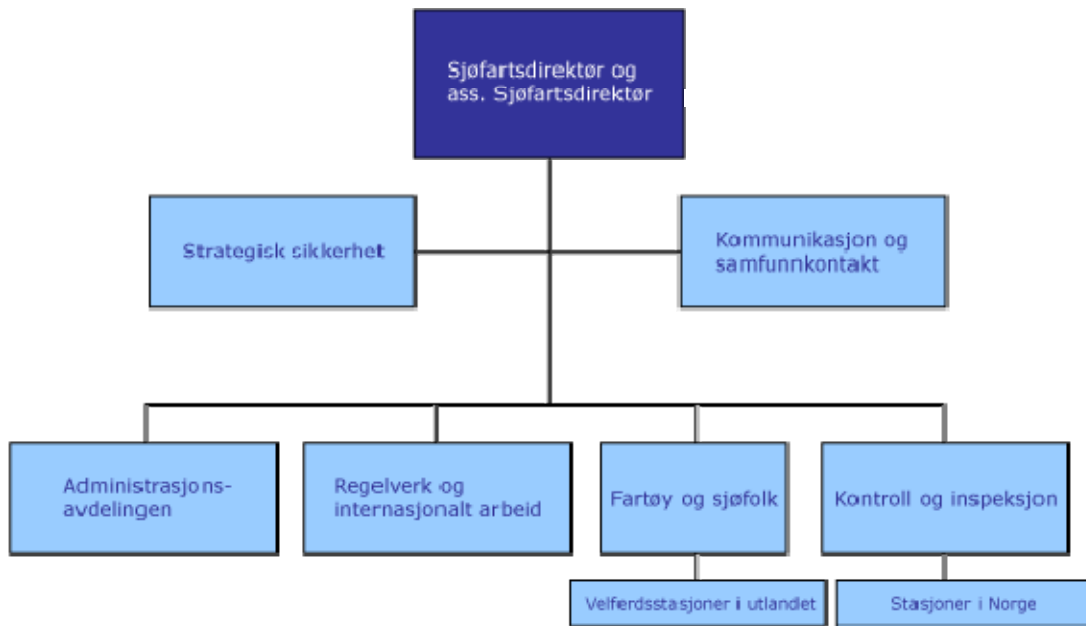 Sjøfartsdirektør og
ass. Sjøfartsdirektør
Strategisk sikkerhet
Kommunikasjon og
samfunnkontakt
Administrasjons-
avdelingen
Regelverk og
internasjonalt arbeid
Fartøy og sjøfolk
Kontroll og inspeksjon
Velferdsstasjoner i utlandet
Stasjoner i Norge